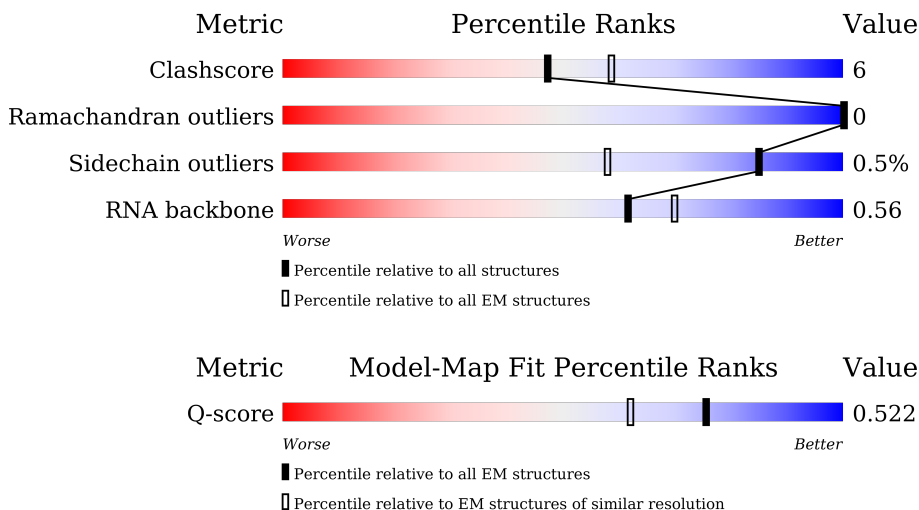 Metric Percentile Ranks Value
Clashscore 6
Ramachandran outliers 0
Sidechain outliers 0.5%
RNA backbone 0.56
Worse Better
Percentile relative to all structures
Percentile relative to all EM structures
Metric Model-Map Fit Percentile Ranks Value
Q-score 0.522
Worse Better
Percentile relative to all EM structures
Percentile relative to EM structures of similar resolution